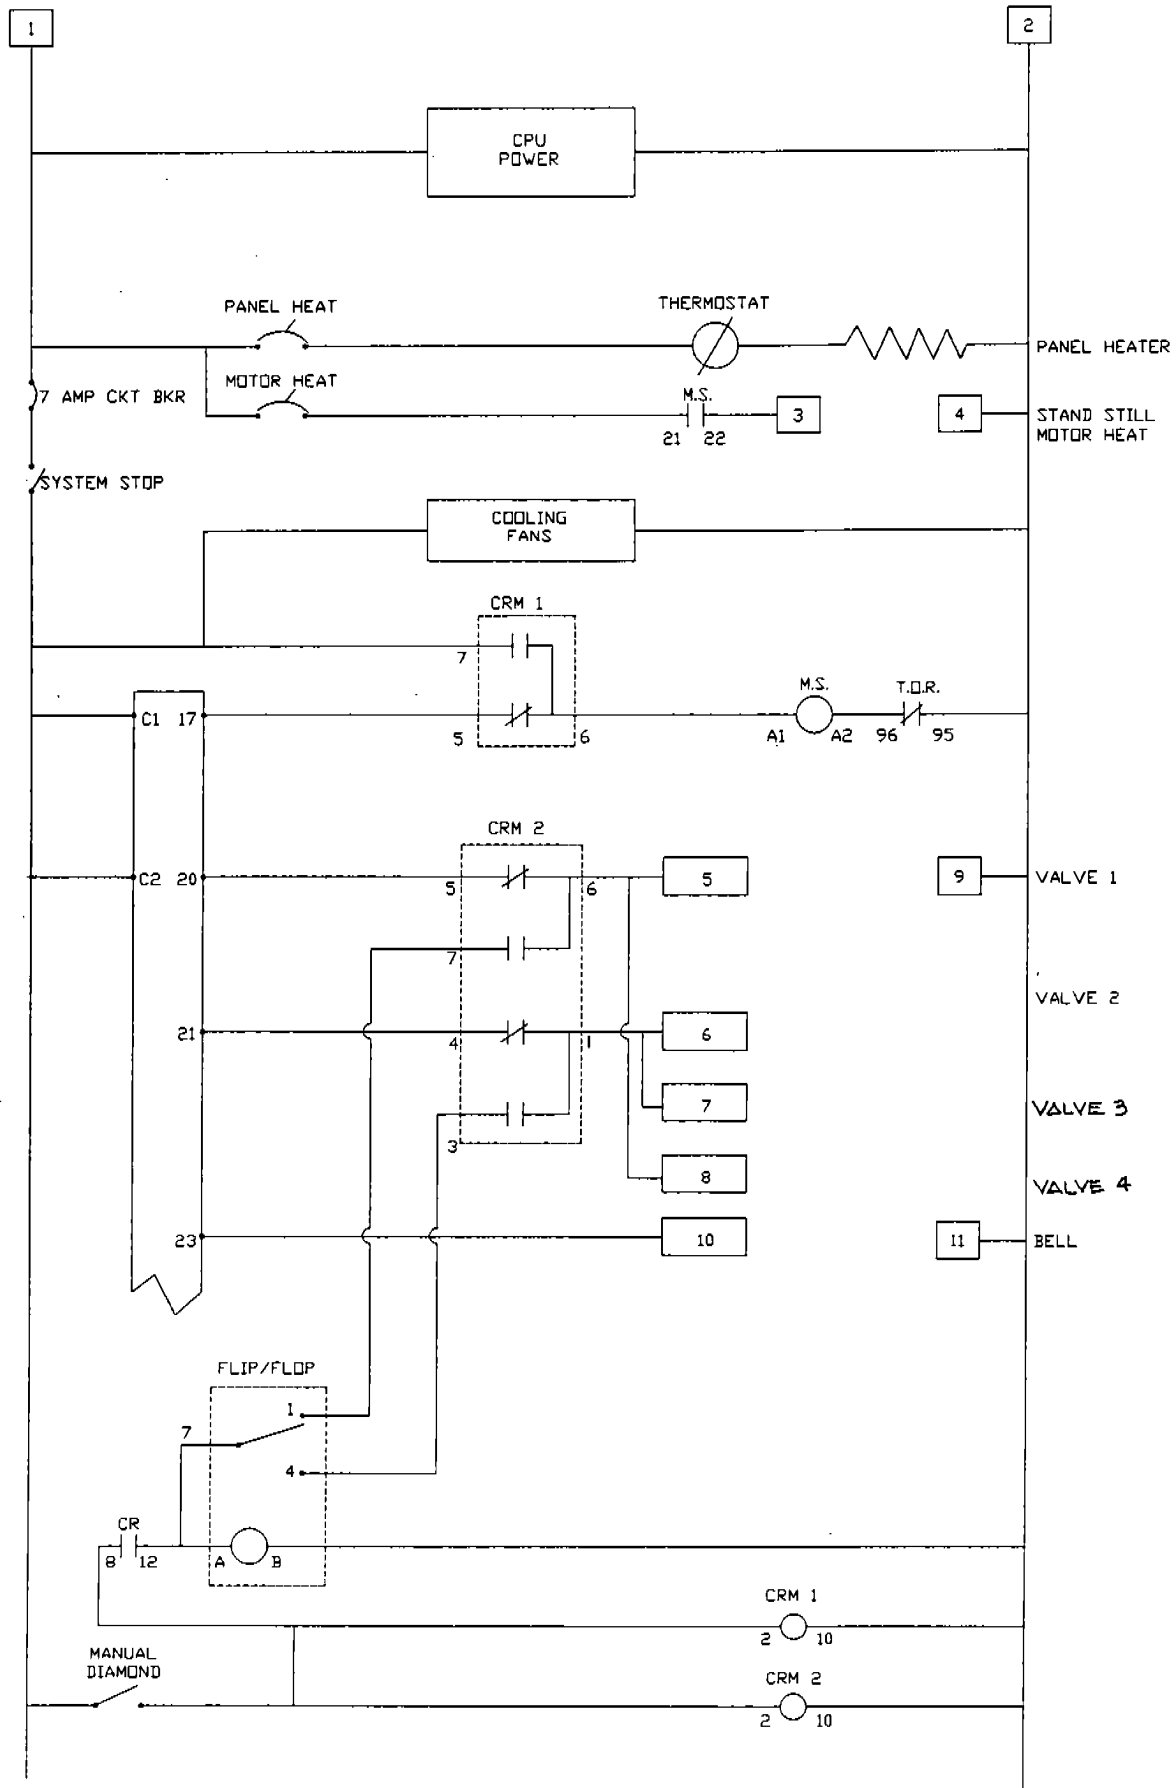 1
2
CPU
POWER
PANEL HEAT
THERMOSTAT
PANEL HEATER
7 AMP CKT BKR
MOTOR HEAT
M.S.
21 22
3
4
STAND STILL
MOTOR HEAT
SYSTEM STOP
COOLING
FANS
CRM 1
7
C1 17
5
6
M.S.
A1 A2
T.O.R.
96 95
CRM 2
C2 20
5
6
5
9
VALVE 1
7
VALVE 2
21
4
1
6
7
VALVE 3
3
8
VALVE 4
23
10
11
BELL
FLIP/FLOP
1
7
4
CR
8 12
A B
CRM 1
2 10
MANUAL
DIAMOND
CRM 2
2 10